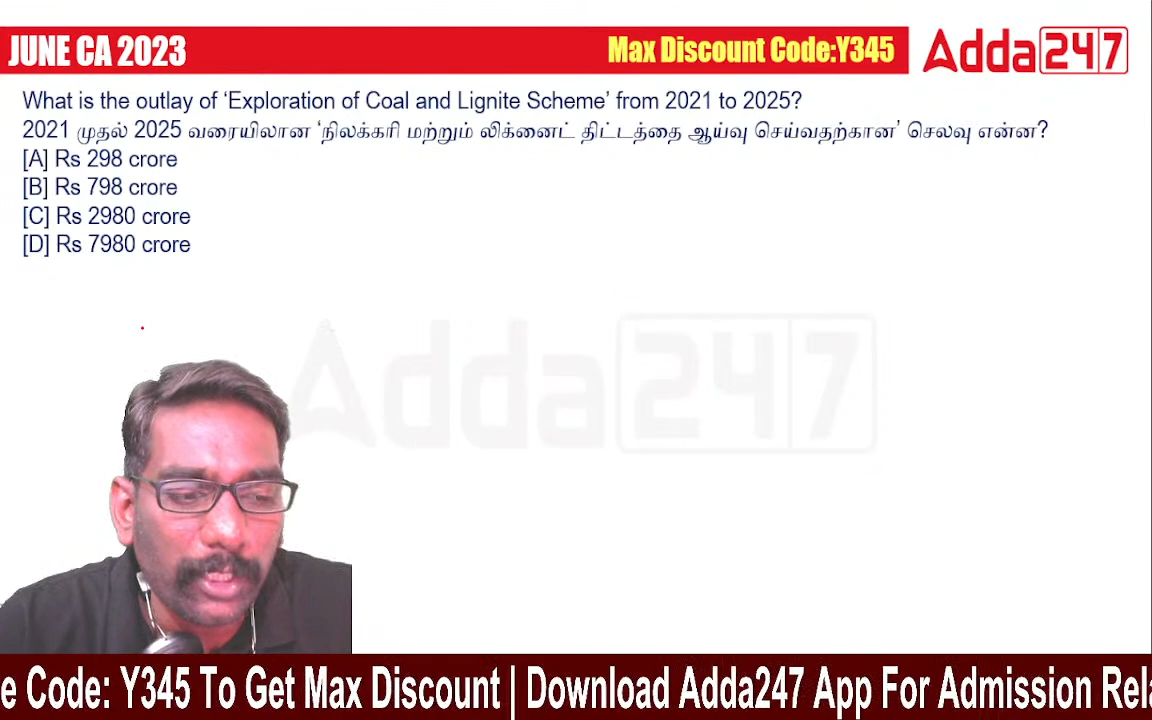 JUNE CA 2023
Max Discount Code:Y345
Adda247
What is the outlay of ‘Exploration of Coal and Lignite Scheme’ from 2021 to 2025?
2021 முதல் 2025 வரையிலான ‘நிலக்கரி மற்றும் லிக்னைட் திட்டத்தை ஆய்வு செய்வதற்கான’ செலவு என்ன?
[A] Rs 298 crore
[B] Rs 798 crore
[C] Rs 2980 crore
[D] Rs 7980 crore
Adda247
e Code: Y345 To Get Max Discount | Download Adda247 App For Admission Rela